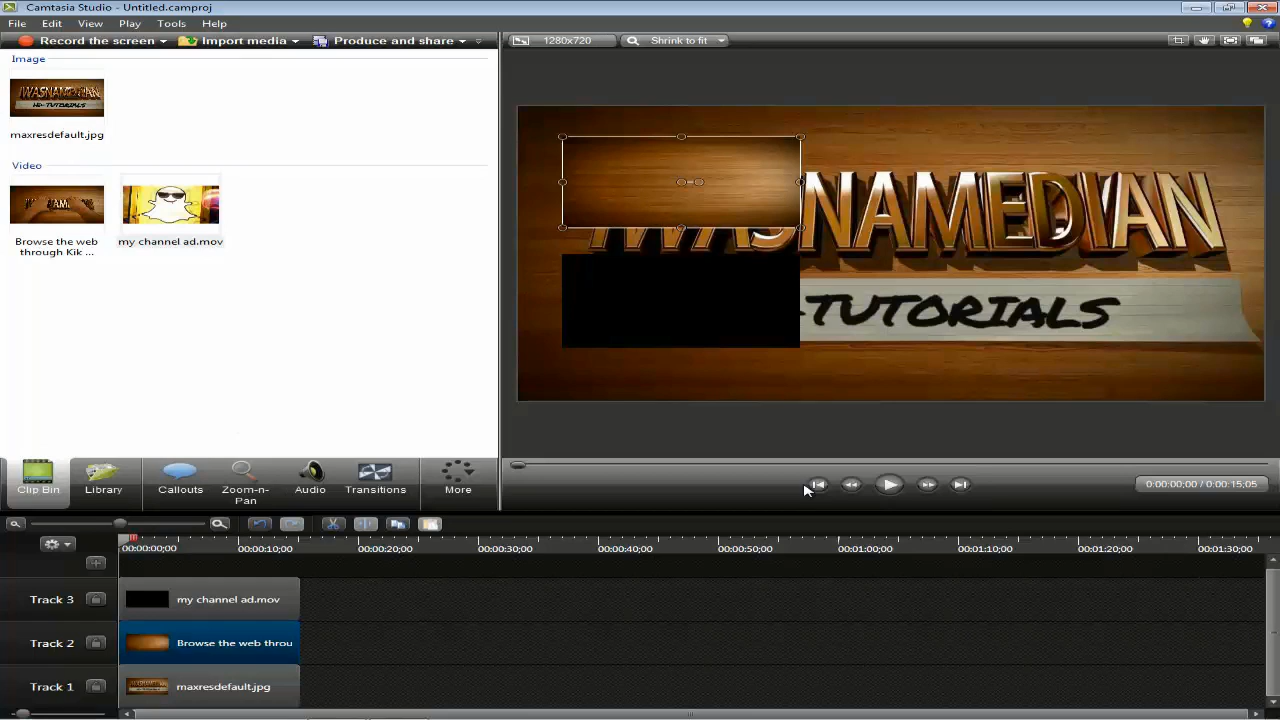 Camtasia Studio - Untitled.camproj
File Edit View Play Tools Help
Record the screen Import media Produce and share 1280x720 Shrink to fit
Image
IWASNAMEDIAN
HD-TUTORIALS
maxresdefault.jpg
Video
Browse the web
through Kik ...
my channel ad.mov
IWASNAMEDIAN
-TUTORIALS
Clip Bin Library Callouts Zoom-n-
Pan Audio Transitions More
0:00:00;00 / 0:00:15;05
00:00:00;00 00:00:10;00 00:00:20;00 00:00:30;00 00:00:40;00 00:00:50;00 00:01:00;00 00:01:10;00 00:01:20;00 00:01:30;00
Track 3 my channel ad.mov
Track 2 Browse the web throu
Track 1 maxresdefault.jpg